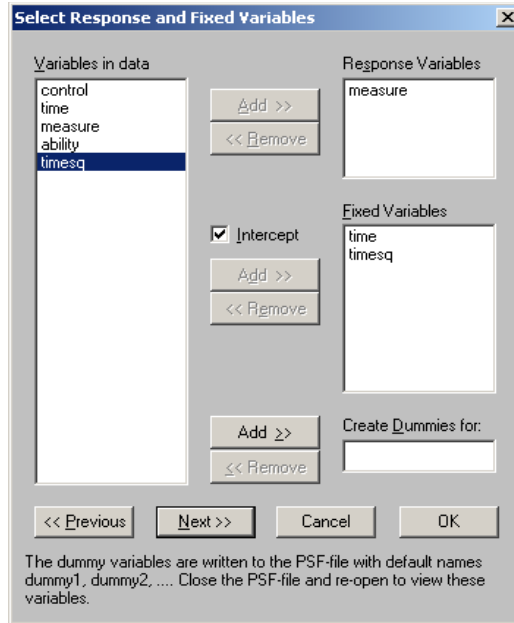 Select Response and Fixed Variables
Variables in data
control
time
measure
ability
timesq
Add >>
<< Remove
Response Variables
measure
Intercept
Add >>
<< Remove
Fixed Variables
time
timesq
Add >>
<< Remove
Create Dummies for:
<< Previous
Next >>
Cancel
OK
The dummy variables are written to the PSF-file with default names
dummy1, dummy2, .... Close the PSF-file and re-open to view these
variables.